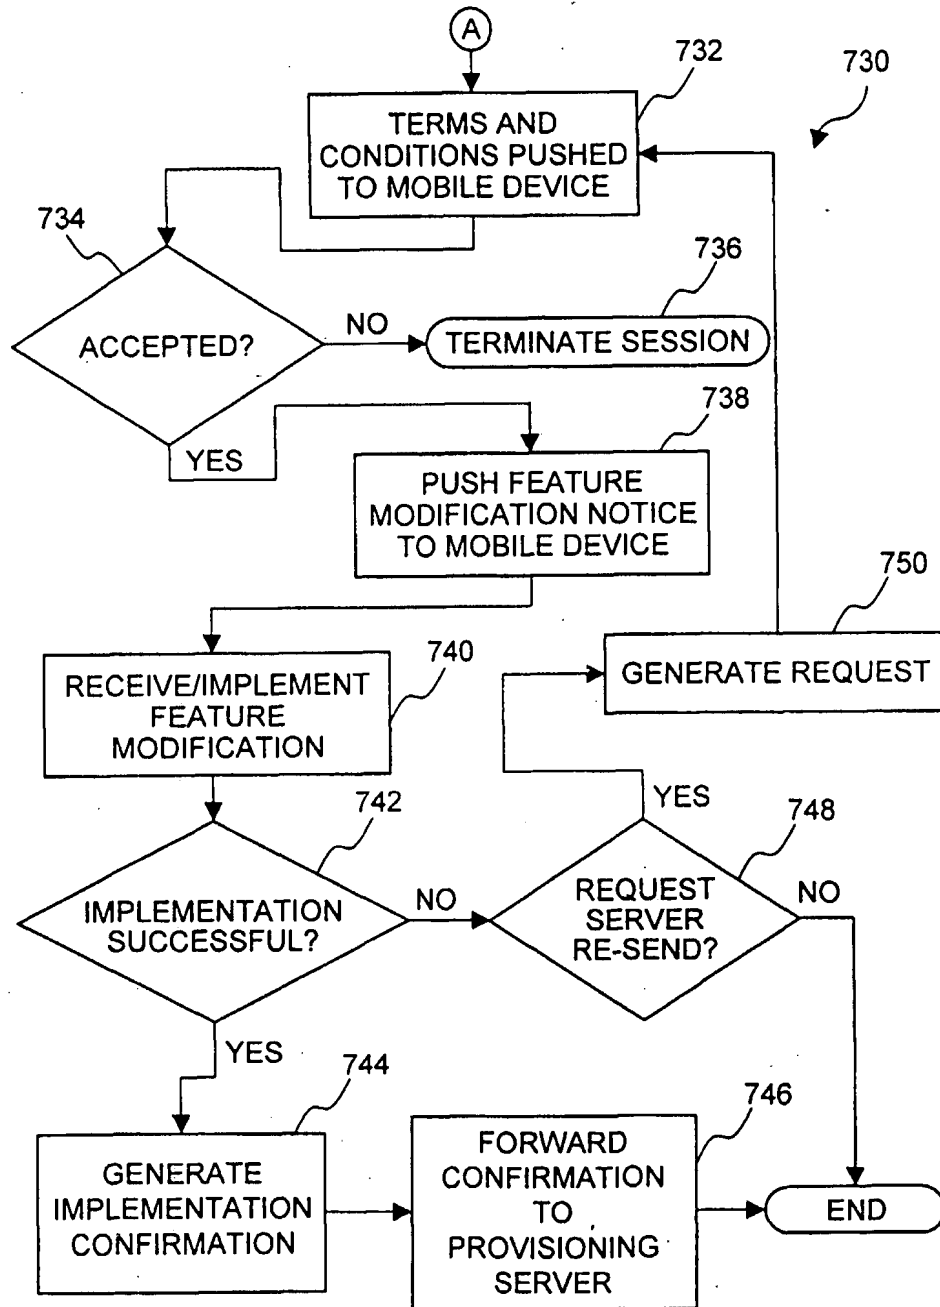 A
732
730
TERMS AND
CONDITIONS PUSHED
TO MOBILE DEVICE
734
736
ACCEPTED?
NO
TERMINATE SESSION
738
YES
PUSH FEATURE
MODIFICATION NOTICE
TO MOBILE DEVICE
750
740
GENERATE REQUEST
RECEIVE/IMPLEMENT
FEATURE
MODIFICATION
742
YES
748
IMPLEMENTATION
SUCCESSFUL?
NO
REQUEST
SERVER
RE-SEND?
NO
YES
744
746
GENERATE
IMPLEMENTATION
CONFIRMATION
FORWARD
CONFIRMATION
TO
PROVISIONING
SERVER
END